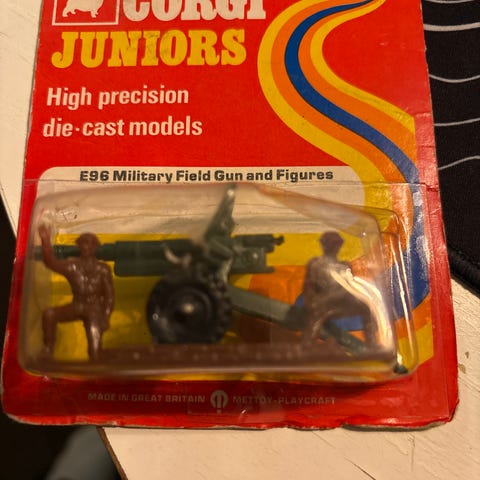 CORGI
JUNIORS
High precision
die-cast models
E96 Military Field Gun and Figures
MADE IN GREAT BRITAIN METTOY-PLAYCRAFT